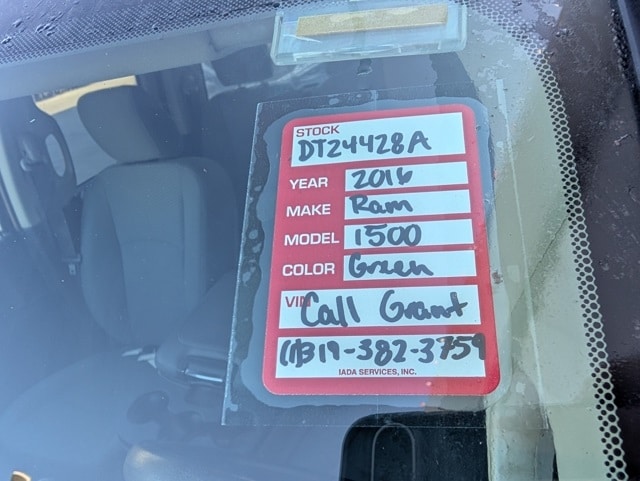 STOCK
DT24428A
YEAR 2016
MAKE Ram
MODEL 1500
COLOR Green
VIN Call Grant
(1)319-382-3759
IADA SERVICES, INC.